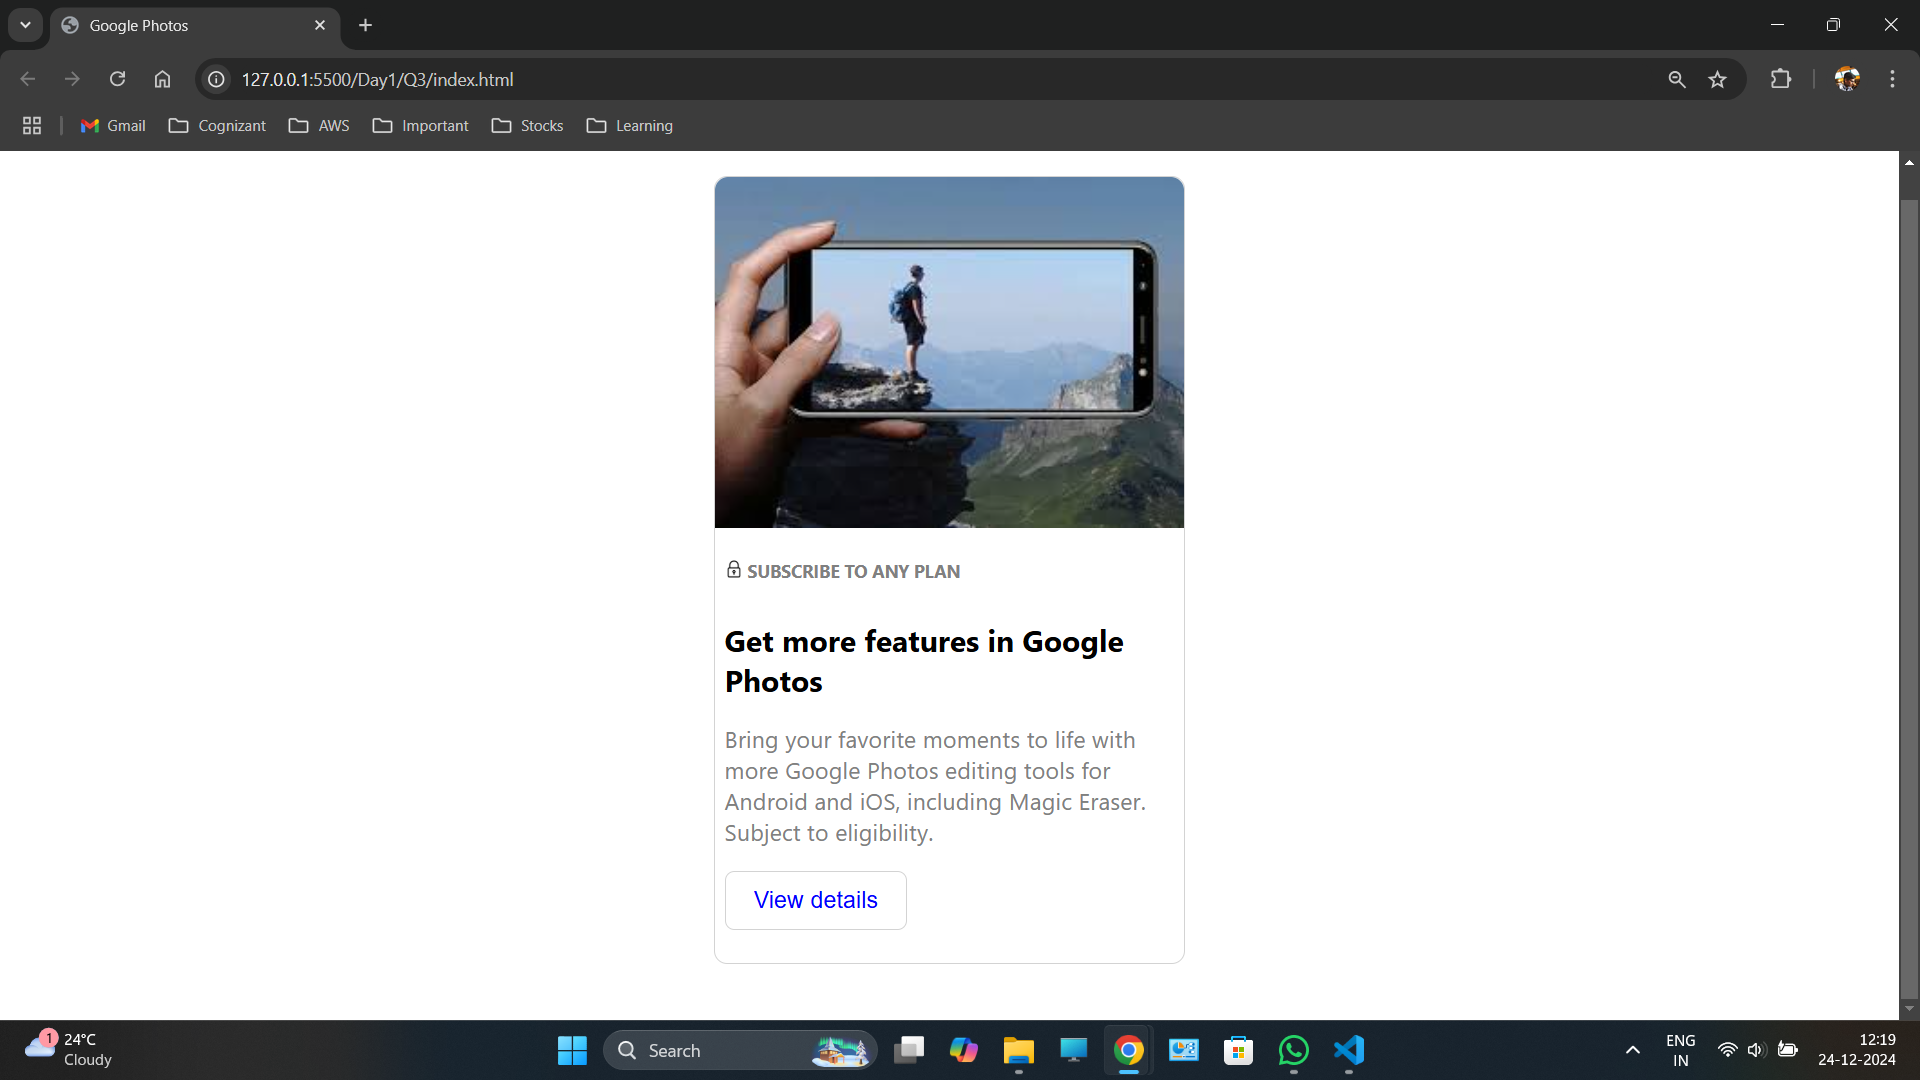 Google Photos
127.0.0.1:5500/Day1/Q3/index.html
Gmail Cognizant AWS Important Stocks Learning
SUBSCRIBE TO ANY PLAN
Get more features in Google
Photos
Bring your favorite moments to life with
more Google Photos editing tools for
Android and iOS, including Magic Eraser.
Subject to eligibility.
View details
1
24°C
Cloudy
Search
ENG
IN
12:19
24-12-2024